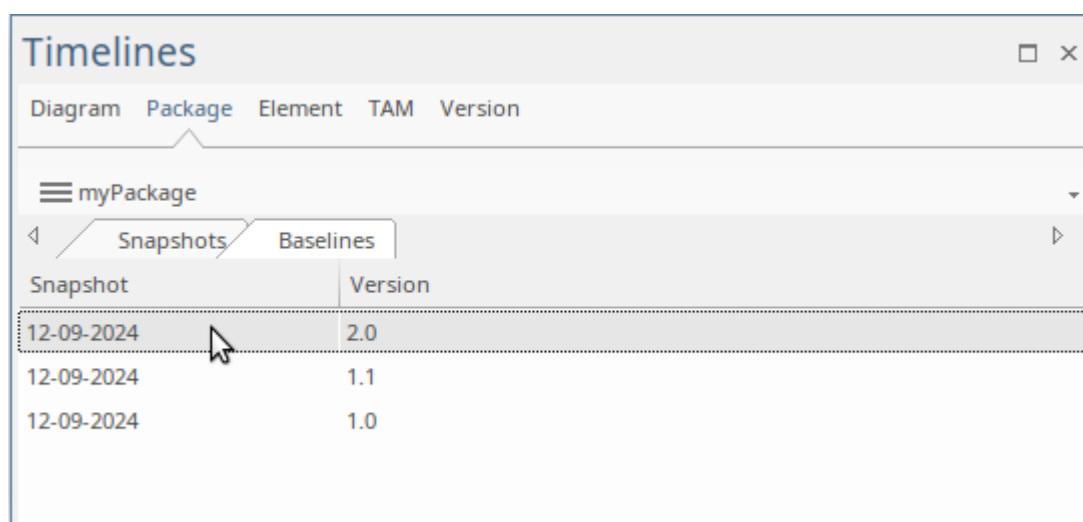 Timelines
Diagram Package Element TAM Version
myPackage
Snapshots Baselines
Snapshot Version
12-09-2024 2.0
12-09-2024 1.1
12-09-2024 1.0